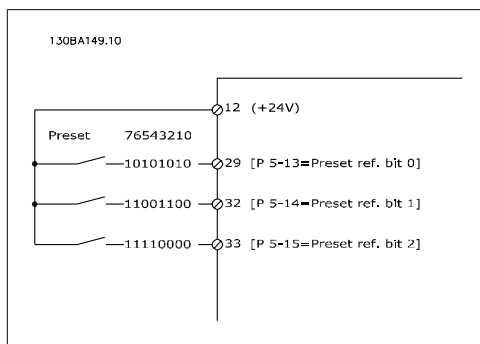 130BA149.10
12 (+24V)
Preset 76543210
10101010 29 [P 5-13=Preset ref. bit 0]
11001100 32 [P 5-14=Preset ref. bit 1]
11110000 33 [P 5-15=Preset ref. bit 2]